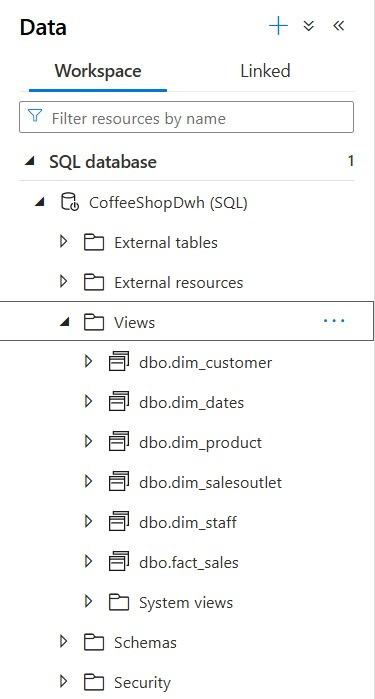 Data
Workspace Linked
Filter resources by name
SQL database 1
CoffeeShopDwh (SQL)
External tables
External resources
Views ...
dbo.dim_customer
dbo.dim_dates
dbo.dim_product
dbo.dim_salesoutlet
dbo.dim_staff
dbo.fact_sales
System views
Schemas
Security